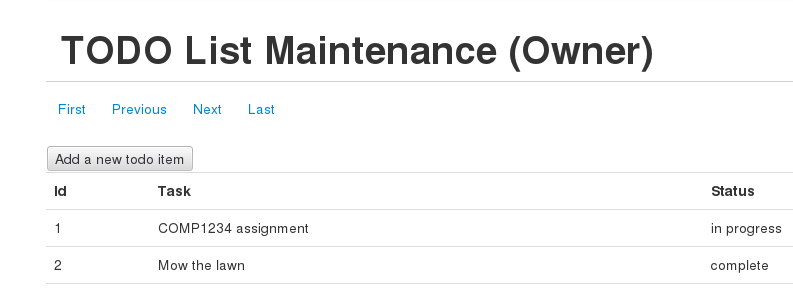 TODO List Maintenance (Owner)
First Previous Next Last
Add a new todo item
Id Task Status
1 COMP1234 assignment in progress
2 Mow the lawn complete